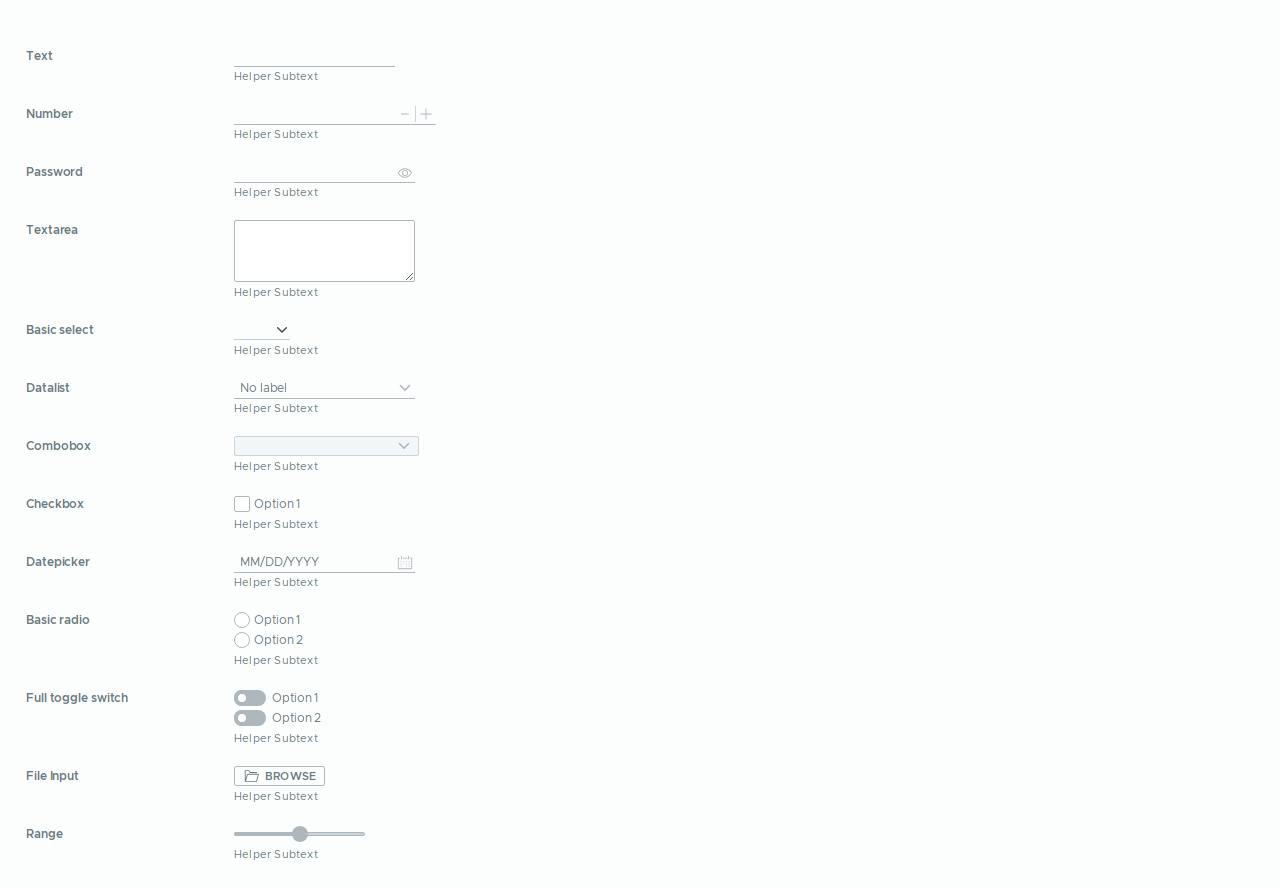 Text
Helper Subtext
Number
Helper Subtext
Password
Helper Subtext
Textarea
Helper Subtext
Basic select
Helper Subtext
Datalist No label
Helper Subtext
Combobox
Helper Subtext
Checkbox Option 1
Helper Subtext
Datepicker MM/DD/YYYY
Helper Subtext
Basic radio Option 1
Option 2
Helper Subtext
Full toggle switch Option 1
Option 2
Helper Subtext
File Input BROWSE
Helper Subtext
Range
Helper Subtext